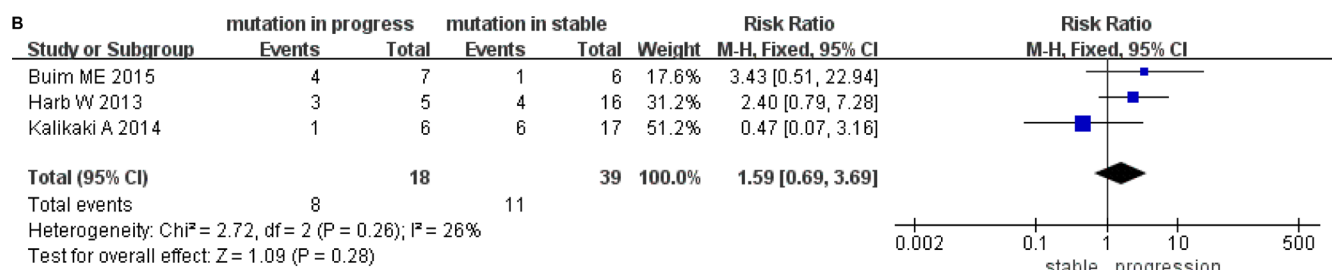 B
mutation in progress mutation in stable Risk Ratio Risk Ratio
Study or Subgroup Events Total Events Total Weight M-H, Fixed, 95% CI M-H, Fixed, 95% CI
Buim ME 2015 4 7 1 6 17.6% 3.43 [0.51, 22.94]
Harb W 2013 3 5 4 16 31.2% 2.40 [0.79, 7.28]
Kalikaki A 2014 1 6 6 17 51.2% 0.47 [0.07, 3.16]
Total (95% CI) 18 39 100.0% 1.59 [0.69, 3.69]
Total events 8 11
Heterogeneity: Chi² = 2.72, df = 2 (P = 0.26); I² = 26%
Test for overall effect: Z = 1.09 (P = 0.28)
0.002 0.1 1 10 500
stable progression